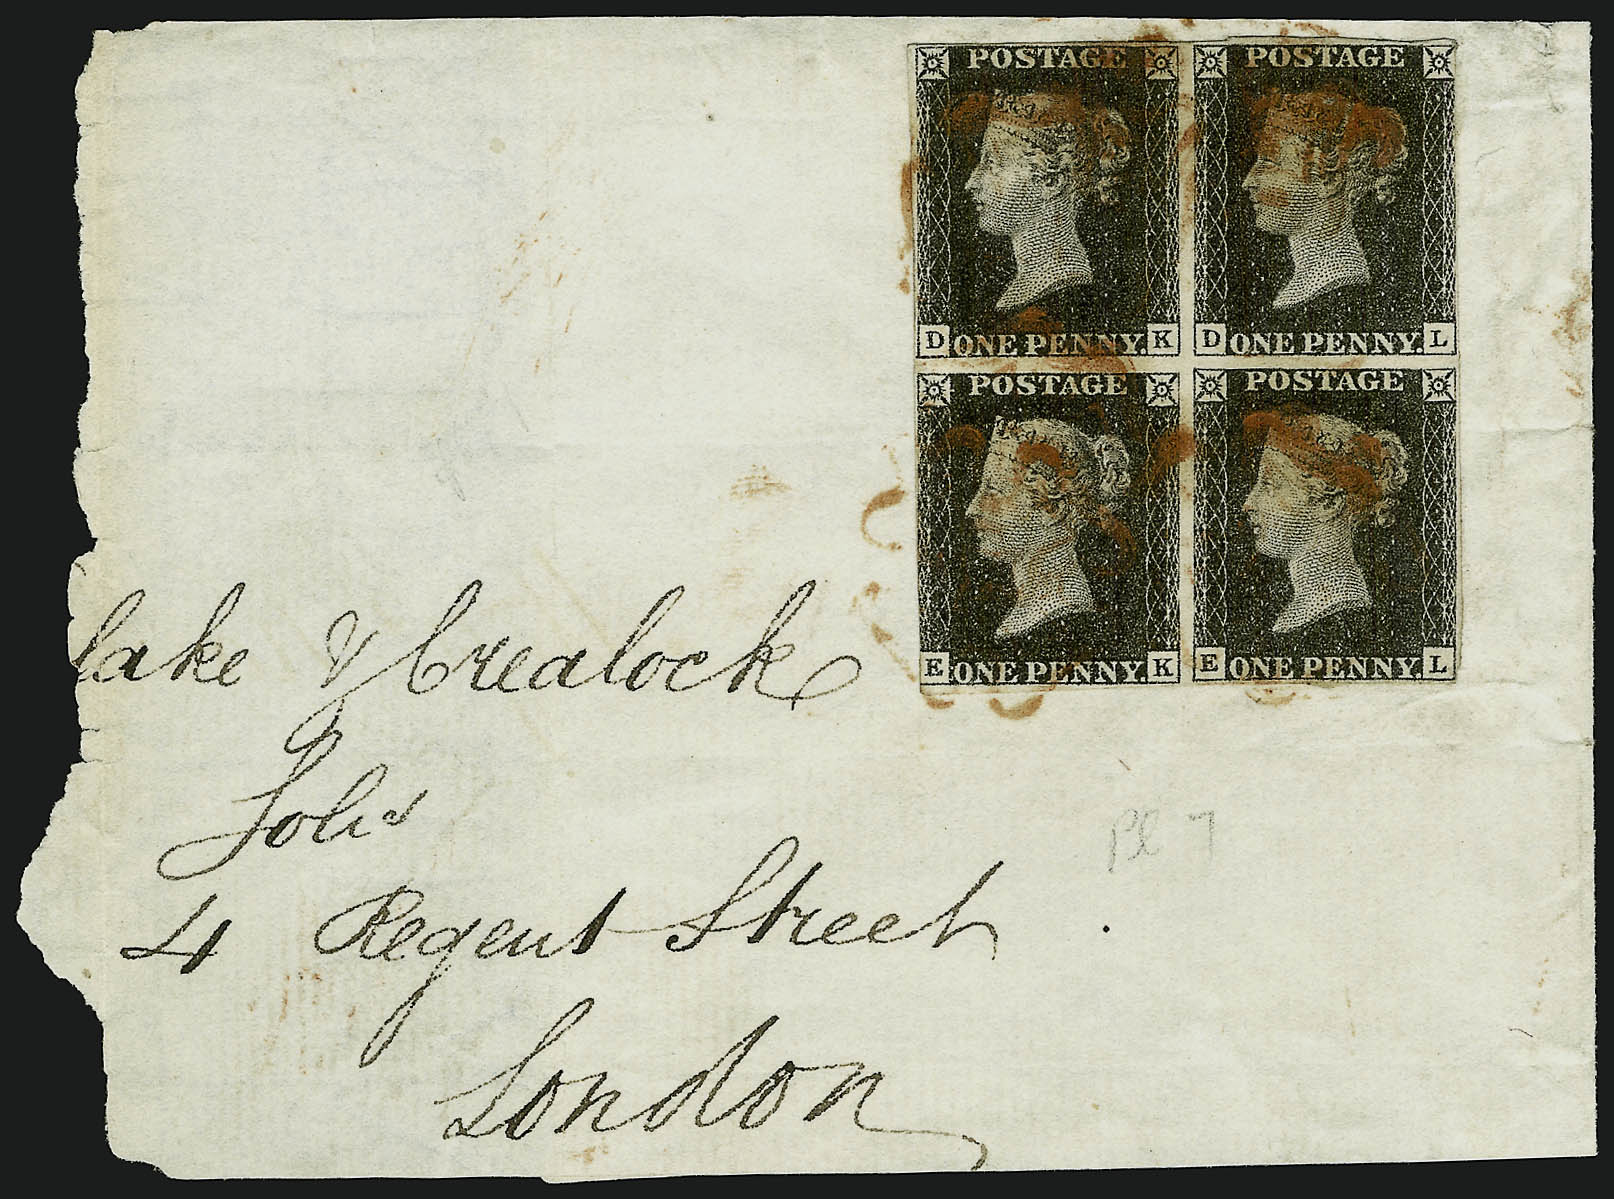 POSTAGE POSTAGE
D ONE PENNY. K D ONE PENNY. L
POSTAGE POSTAGE
E ONE PENNY. K E ONE PENNY. L
lake & Crealock
Solrs
Pl 7
4 Regent Street
London